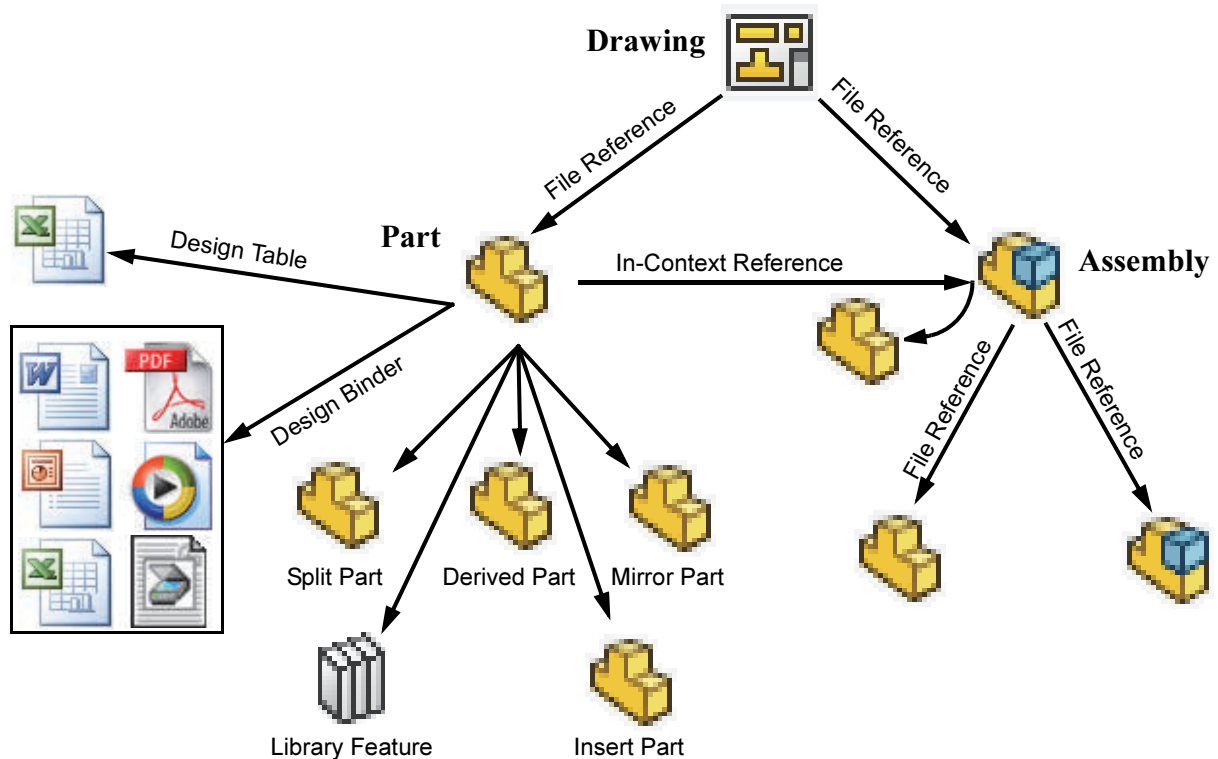 Drawing
File Reference
File Reference
Design Table
Part
In-Context Reference
Assembly
Design Binder
PDF
W
Adobe
File Reference
File Reference
X
X
Split Part
Derived Part
Mirror Part
Library Feature
Insert Part